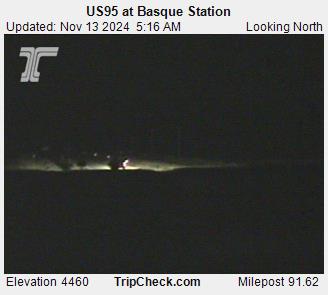 US95 at Basque Station
Updated: Nov 13 2024 5:16 AM Looking North
Elevation 4460 TripCheck.com Milepost 91.62